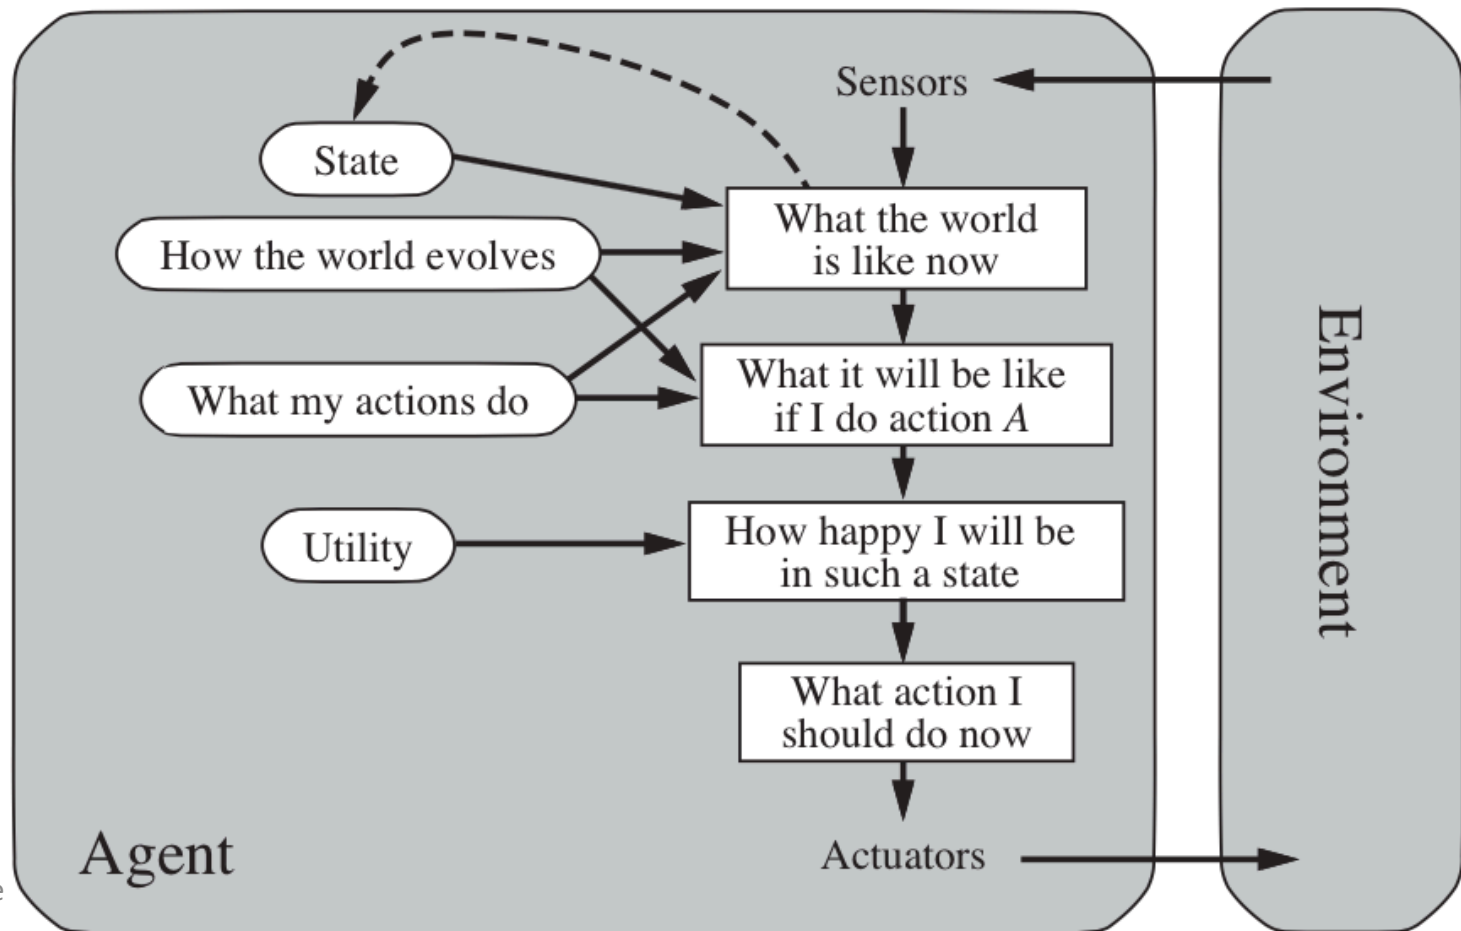 Sensors
State
What the world
is like now
How the world evolves
What it will be like
if I do action A
What my actions do
How happy I will be
in such a state
Utility
What action I
should do now
Agent
Actuators
Environment
e